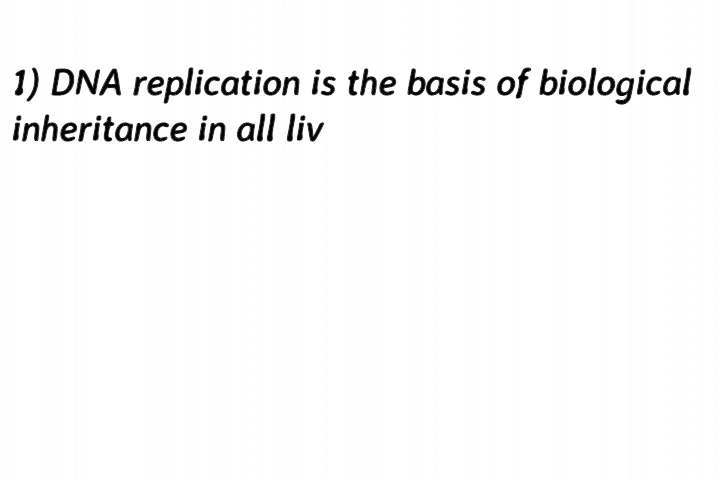 1) DNA replication is the basis of biological
inheritance in all liv